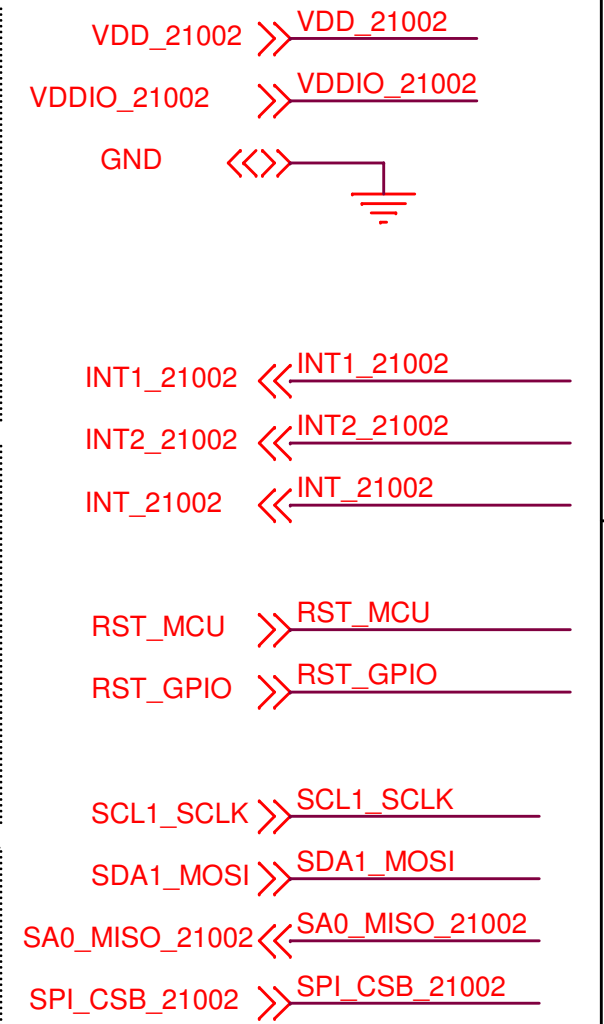 VDD_21002 VDD_21002
VDDIO_21002 VDDIO_21002
GND
INT1_21002 INT1_21002
INT2_21002 INT2_21002
INT_21002 INT_21002
RST_MCU RST_MCU
RST_GPIO RST_GPIO
SCL1_SCLK SCL1_SCLK
SDA1_MOSI SDA1_MOSI
SA0_MISO_21002 SA0_MISO_21002
SPI_CSB_21002 SPI_CSB_21002